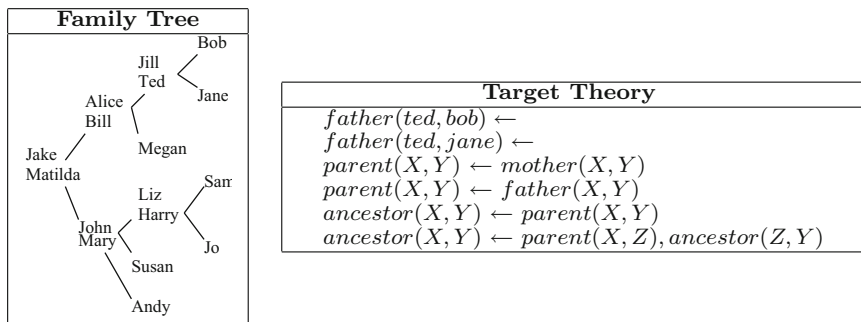 Family Tree
Bob
Jill
Ted
Jane
Alice
Bill
Megan
Jake
Matilda
Liz
Harry
Sam
John
Mary
Jo
Susan
Andy
Target Theory
father(ted, bob) ←
father(ted, jane) ←
parent(X, Y) ← mother(X, Y)
parent(X, Y) ← father(X, Y)
ancestor(X, Y) ← parent(X, Y)
ancestor(X, Y) ← parent(X, Z), ancestor(Z, Y)